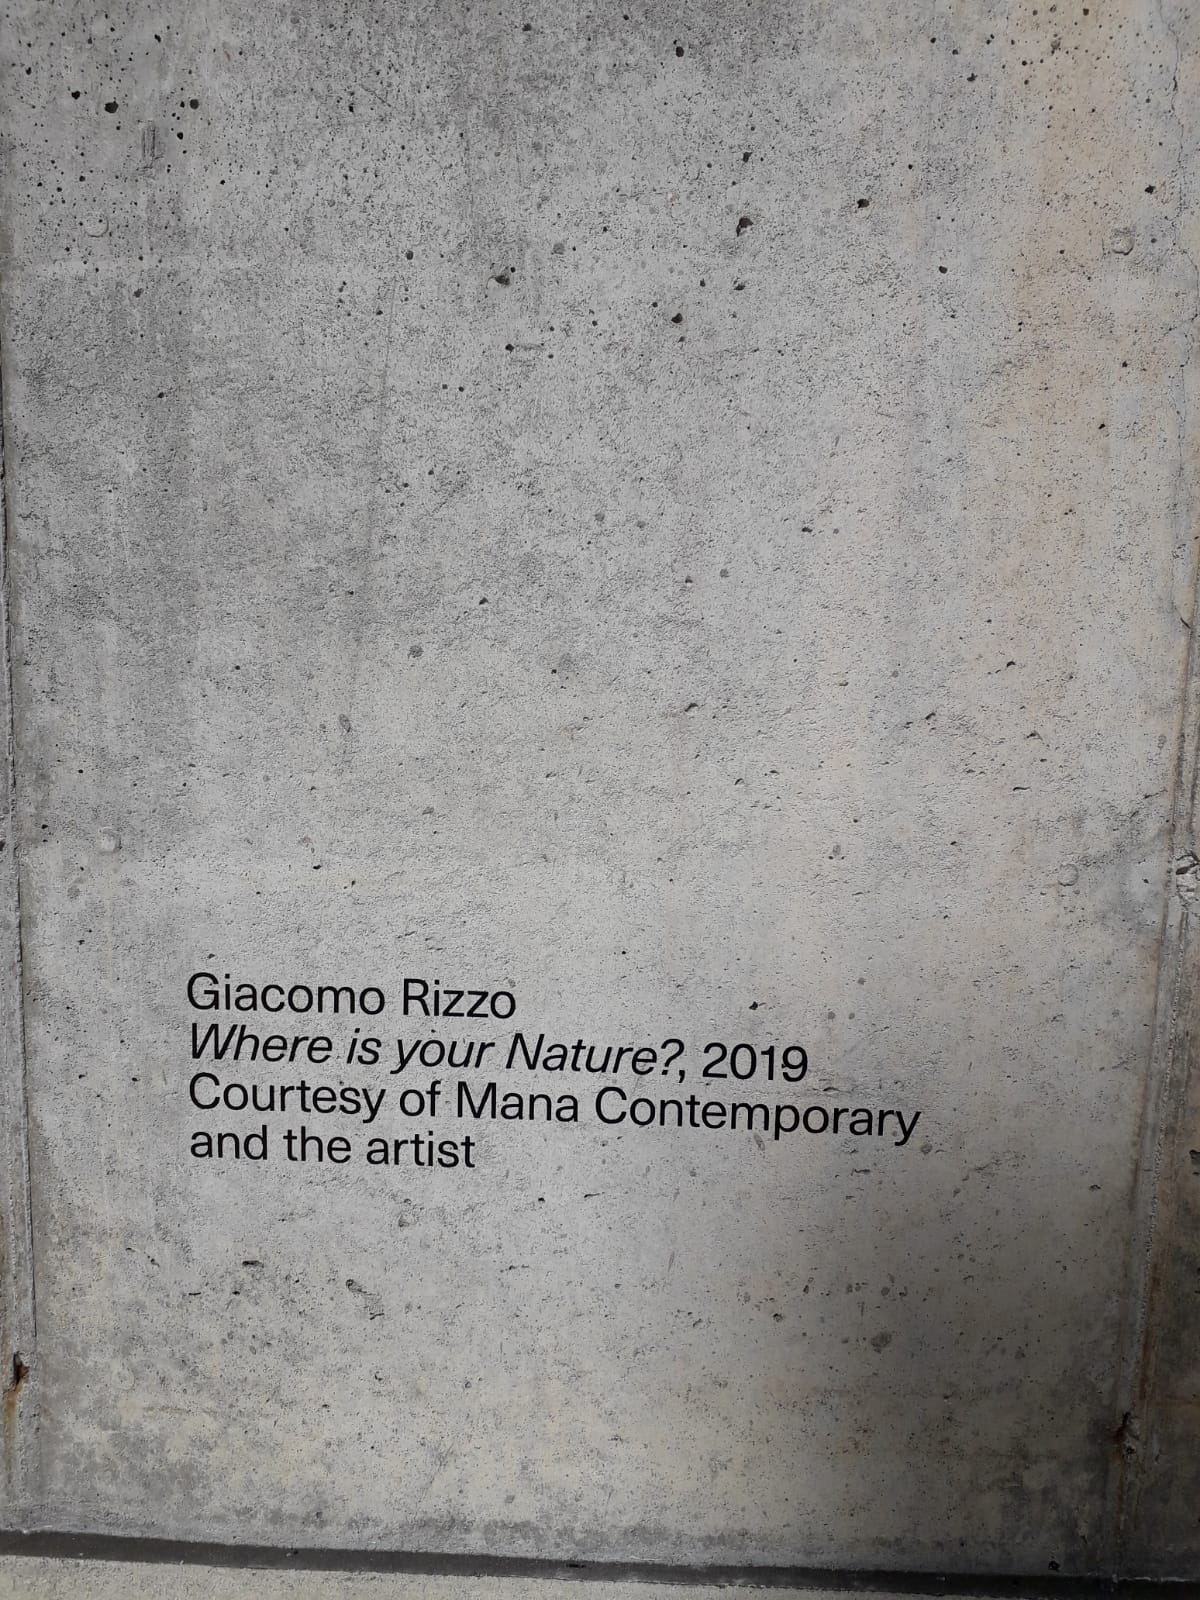 Giacomo Rizzo
Where is your Nature?, 2019
Courtesy of Mana Contemporary
and the artist